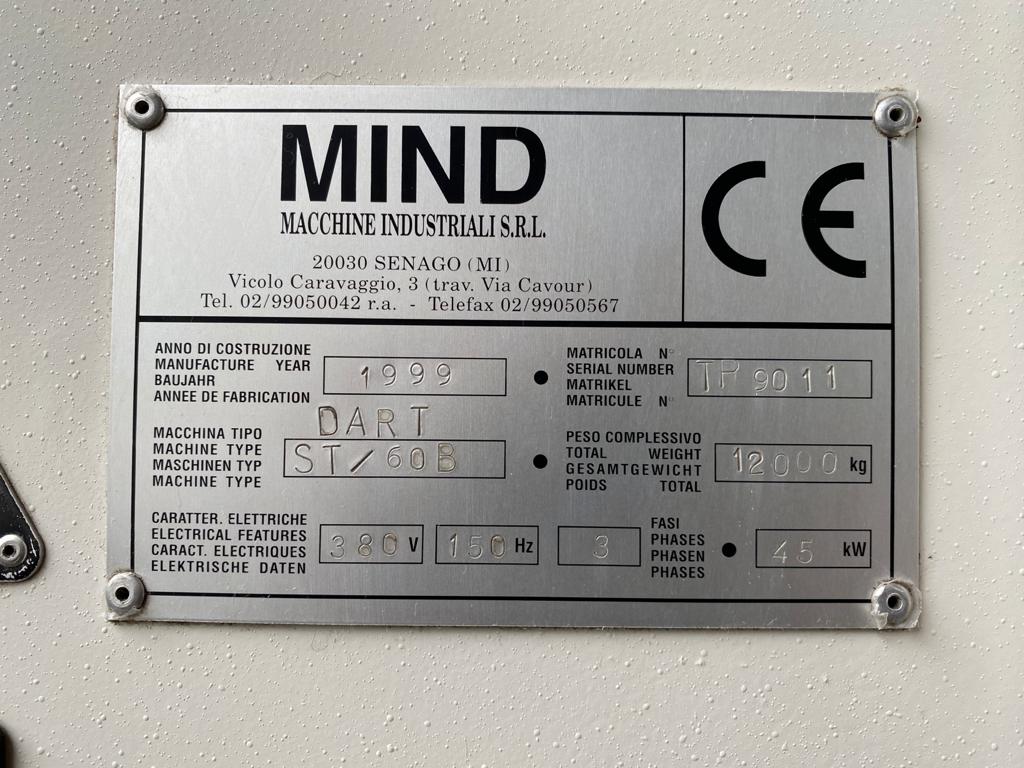 MIND
MACCHINE INDUSTRIALI S.R.L.
20030 SENAGO (MI)
Vicolo Caravaggio, 3 (trav. Via Cavour)
Tel. 02/99050042 r.a. - Telefax 02/99050567
CE
ANNO DI COSTRUZIONE
MANUFACTURE YEAR
BAUJAHR
ANNEE DE FABRICATION
1999
MATRICOLA N°
SERIAL NUMBER
MATRIKEL
MATRICULE N°
TP 9011
MACCHINA TIPO
MACHINE TYPE
MASCHINEN TYP
MACHINE TYPE
DART
ST/60B
PESO COMPLESSIVO
TOTAL WEIGHT
GESAMTGEWICHT
POIDS TOTAL
12000 kg
CARATTER. ELETTRICHE
ELECTRICAL FEATURES
CARACT. ELECTRIQUES
ELEKTRISCHE DATEN
380 V
150 Hz
3
FASI
PHASES
PHASEN
PHASES
45 kW